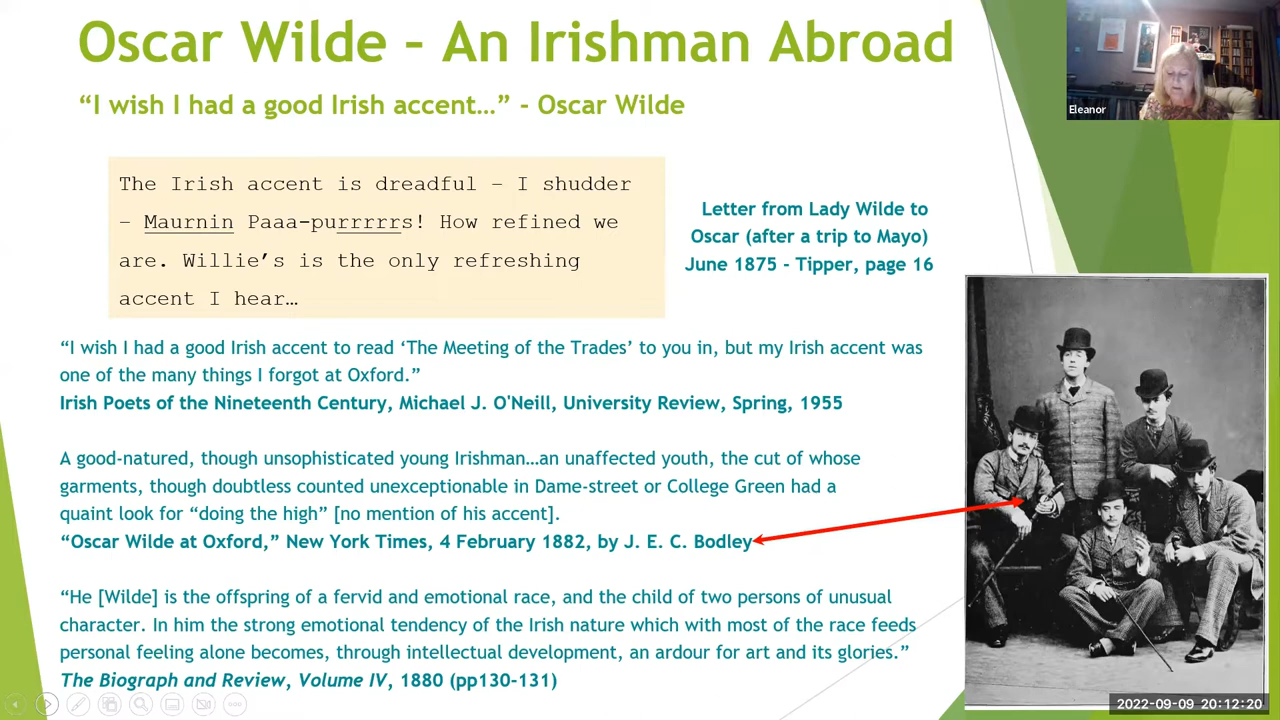 Oscar Wilde – An Irishman Abroad
“I wish I had a good Irish accent…” - Oscar Wilde
Eleanor
The Irish accent is dreadful – I shudder
– Maurnin Paaa-purrrrrs! How refined we
are. Willie’s is the only refreshing
accent I hear…
Letter from Lady Wilde to
Oscar (after a trip to Mayo)
June 1875 - Tipper, page 16
“I wish I had a good Irish accent to read ‘The Meeting of the Trades’ to you in, but my Irish accent was
one of the many things I forgot at Oxford.”
Irish Poets of the Nineteenth Century, Michael J. O'Neill, University Review, Spring, 1955
A good-natured, though unsophisticated young Irishman…an unaffected youth, the cut of whose
garments, though doubtless counted unexceptionable in Dame-street or College Green had a
quaint look for “doing the high” [no mention of his accent].
“Oscar Wilde at Oxford,” New York Times, 4 February 1882, by J. E. C. Bodley
“He [Wilde] is the offspring of a fervid and emotional race, and the child of two persons of unusual
character. In him the strong emotional tendency of the Irish nature which with most of the race feeds
personal feeling alone becomes, through intellectual development, an ardour for art and its glories.”
The Biograph and Review, Volume IV, 1880 (pp130-131)
2022-09-09 20:12:20